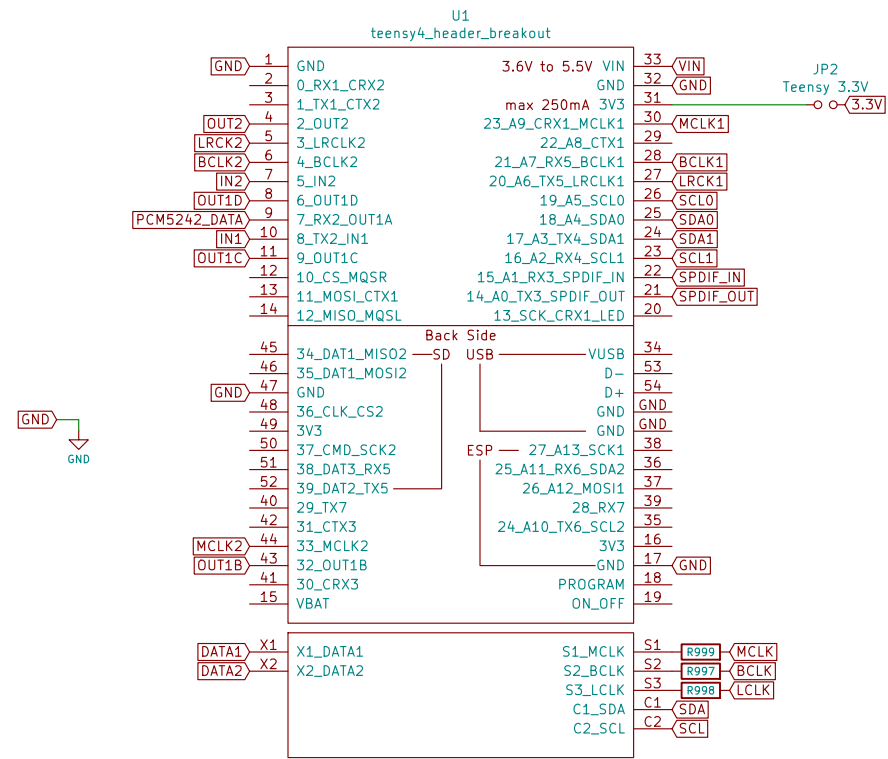 U1
teensy4_header_breakout
GND 1 GND 3.6V to 5.5V VIN 33 VIN
2 0_RX1_CRX2 GND 32 GND
JP2
Teensy 3.3V
3 1_TX1_CTX2 max 250mA 3V3 31 3.3V
OUT2 4 2_OUT2 23_A9_CRX1_MCLK1 30 MCLK1
LRCK2 5 3_LRCLK2 22_A8_CTX1 29
BCLK2 6 4_BCLK2 21_A7_RX5_BCLK1 28 BCLK1
IN2 7 5_IN2 20_A6_TX5_LRCLK1 27 LRCK1
OUT1D 8 6_OUT1D 19_A5_SCL0 26 SCL0
PCM5242_DATA 9 7_RX2_OUT1A 18_A4_SDA0 25 SDA0
IN1 10 8_TX2_IN1 17_A3_TX4_SDA1 24 SDA1
OUT1C 11 9_OUT1C 16_A2_RX4_SCL1 23 SCL1
12 10_CS_MQSR 15_A1_RX3_SPDIF_IN 22 SPDIF_IN
13 11_MOSI_CTX1 14_A0_TX3_SPDIF_OUT 21 SPDIF_OUT
14 12_MISO_MQSL 13_SCK_CRX1_LED 20
Back Side
45 34_DAT1_MISO2 SD USB VUSB 34
46 35_DAT1_MOSI2 D- 53
GND 47 GND D+ 54
48 36_CLK_CS2 GND GND
GND 49 3V3 GND GND
50 37_CMD_SCK2 ESP 27_A13_SCK1 38
GND
51 38_DAT3_RX5 25_A11_RX6_SDA2 36
52 39_DAT2_TX5 26_A12_MOSI1 37
40 29_TX7 28_RX7 39
42 31_CTX3 24_A10_TX6_SCL2 35
MCLK2 44 33_MCLK2 3V3 16
OUT1B 43 32_OUT1B GND 17 GND
41 30_CRX3 PROGRAM 18
15 VBAT ON_OFF 19
DATA1 X1 X1_DATA1 S1_MCLK S1 R999 MCLK
DATA2 X2 X2_DATA2 S2_BCLK S2 R997 BCLK
S3_LCLK S3 R998 LCLK
C1_SDA C1 SDA
C2_SCL C2 SCL